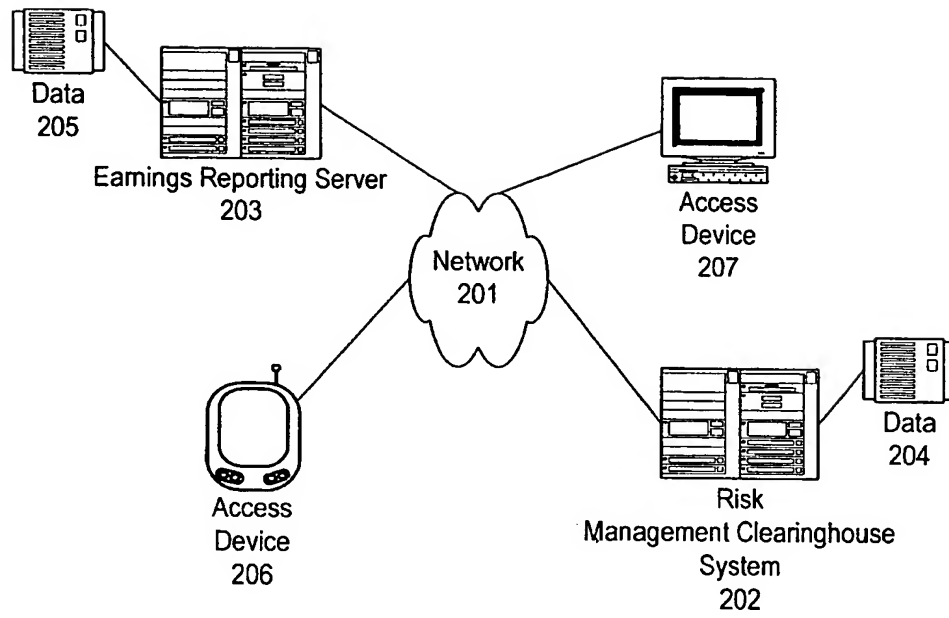 Data
205
Earnings Reporting Server
203
Access
Device
207
Network
201
Data
204
Access
Device
206
Risk
Management Clearinghouse
System
202